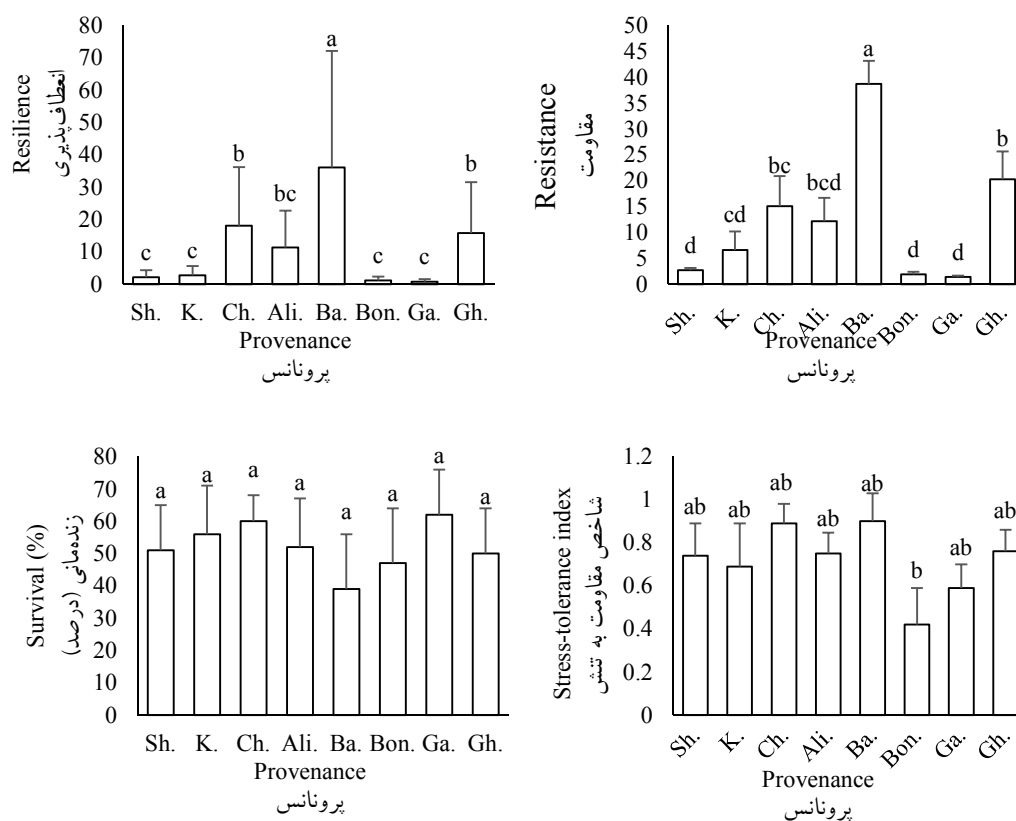 Resilience
انعطاف‌پذیری
80
70
60
50
40
30
20
10
0
c
c
b
bc
a
c
c
b
Sh. K. Ch. Ali. Ba. Bon. Ga. Gh.
Provenance
پرونانس
Resistance
مقاومت
50
45
40
35
30
25
20
15
10
5
0
d
cd
bc
bcd
a
d
d
b
Sh. K. Ch. Ali. Ba. Bon. Ga. Gh.
Provenance
پرونانس
Survival (%)
زنده‌مانی (درصد)
80
70
60
50
40
30
20
10
0
a
a
a
a
a
a
a
a
Sh. K. Ch. Ali. Ba. Bon. Ga. Gh.
Provenance
پرونانس
Stress-tolerance index
شاخص مقاومت به تنش
1.2
1
0.8
0.6
0.4
0.2
0
ab
ab
ab
ab
ab
b
ab
ab
Sh. K. Ch. Ali. Ba. Bon. Ga. Gh.
Provenance
پرونانس